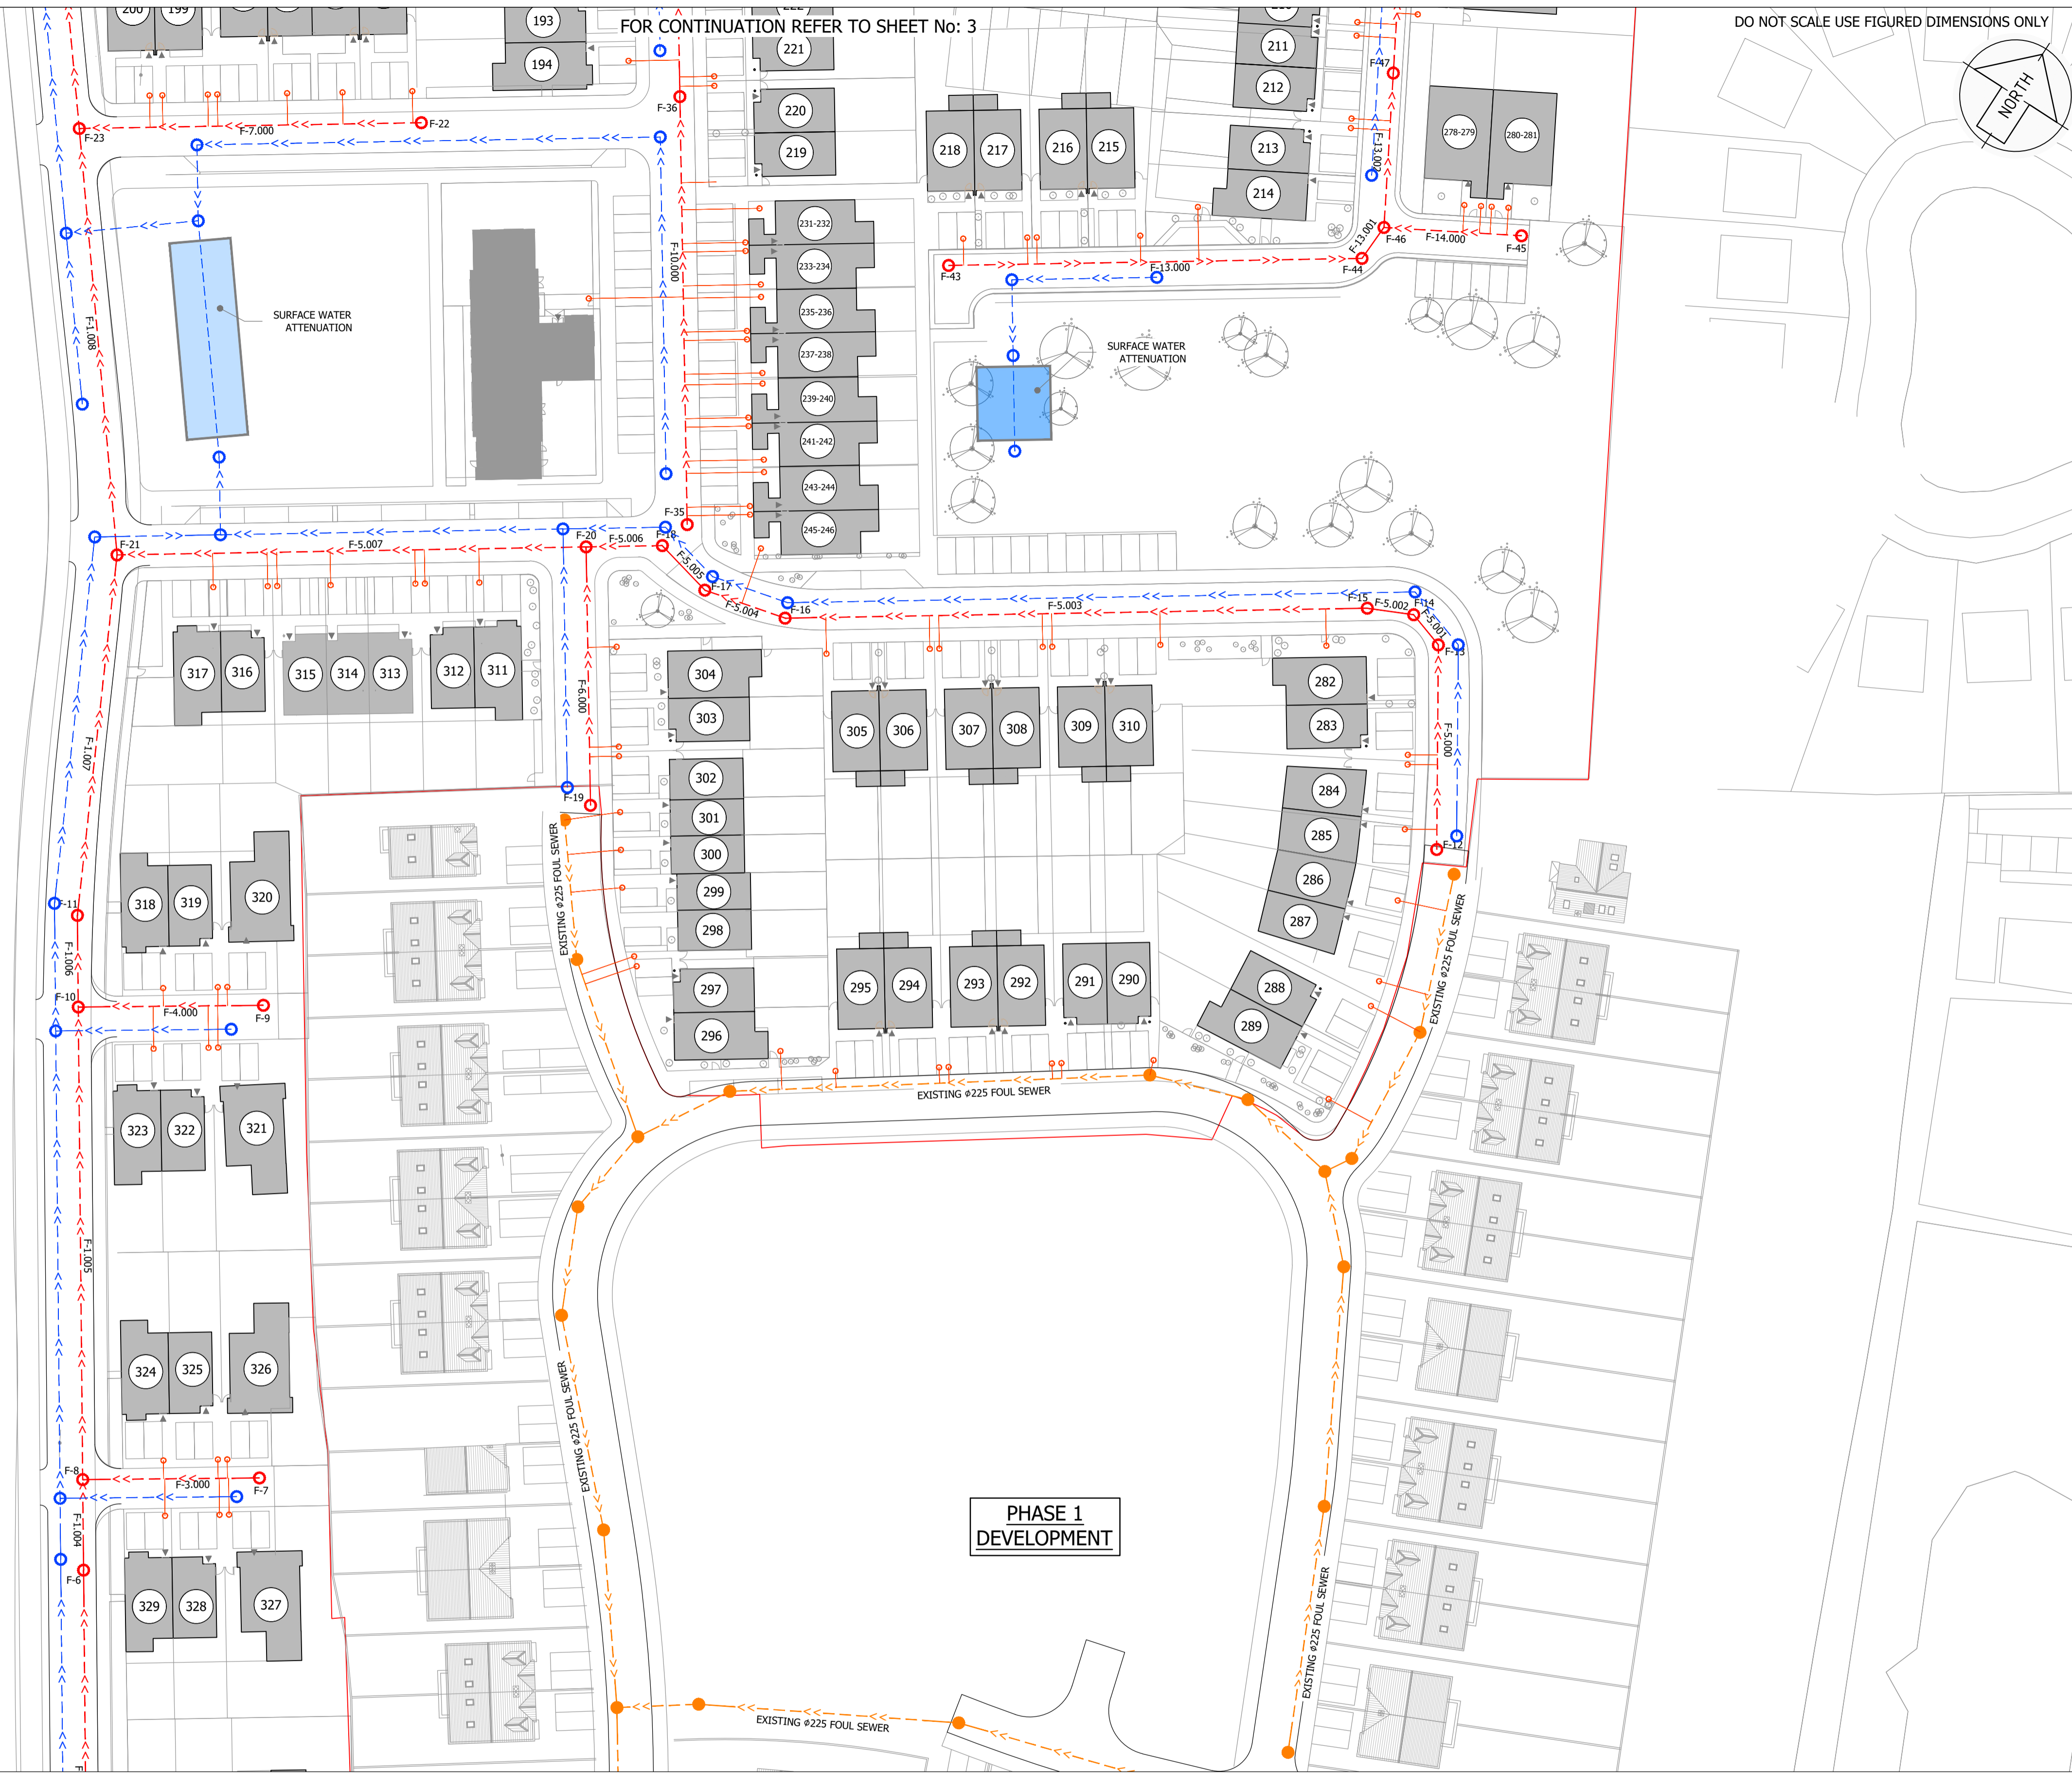 FOR CONTINUATION REFER TO SHEET No: 3
DO NOT SCALE USE FIGURED DIMENSIONS ONLY
NORTH
200
199
193
194
222
221
220
219
210
211
212
213
214
218
217
216
215
278-279
280-281
F-47
F-36
F-23
F-7.000
F-22
F-13.002
F-13.001
F-46
F-14.000
F-45
F-43
F-13.000
F-44
F-10.000
F-1.008
SURFACE WATER
ATTENUATION
SURFACE WATER
ATTENUATION
231-232
233-234
235-236
237-238
239-240
241-242
243-244
245-246
F-35
F-18
F-21
F-5.007
F-20
F-5.006
F-5.005
F-17
F-5.004
F-16
F-5.003
F-15
F-5.002
F-14
F-5.001
F-13
F-5.000
F-12
F-6.000
F-19
F-1.007
317
316
315
314
313
312
311
304
303
302
301
300
299
298
297
296
305
306
307
308
309
310
282
283
284
285
286
287
288
289
295
294
293
292
291
290
318
319
320
F-11
F-1.006
F-10
F-4.000
F-9
323
322
321
F-1.005
324
325
326
F-8
F-3.000
F-7
F-1.004
F-6
329
328
327
EXISTING ⌀225 FOUL SEWER
EXISTING ⌀225 FOUL SEWER
EXISTING ⌀225 FOUL SEWER
EXISTING ⌀225 FOUL SEWER
EXISTING ⌀225 FOUL SEWER
EXISTING ⌀225 FOUL SEWER
PHASE 1
DEVELOPMENT